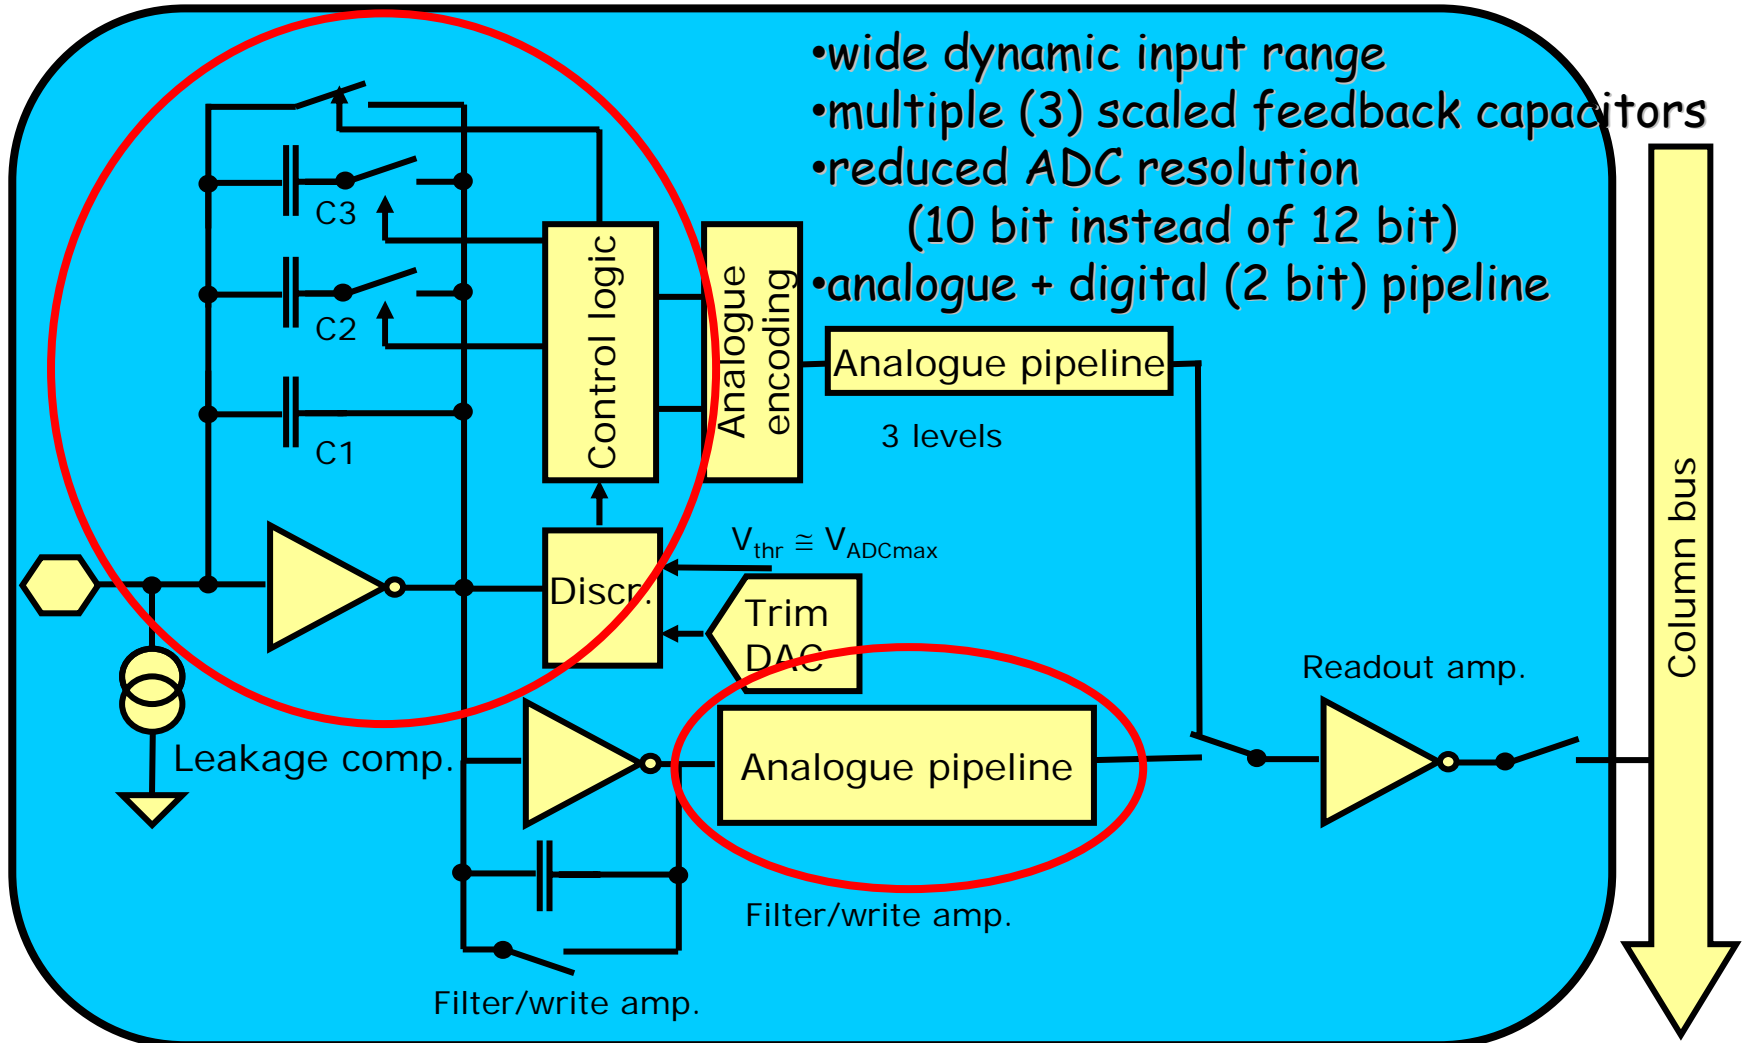 •wide dynamic input range
•multiple (3) scaled feedback capacitors
•reduced ADC resolution
(10 bit instead of 12 bit)
•analogue + digital (2 bit) pipeline
C3
C2
C1
Control logic
Analogue
encoding
Analogue pipeline
3 levels
Column bus
Vthr ≅ VADCmax
Discr.
Trim
DAC
Readout amp.
Leakage comp.
Analogue pipeline
Filter/write amp.
Filter/write amp.